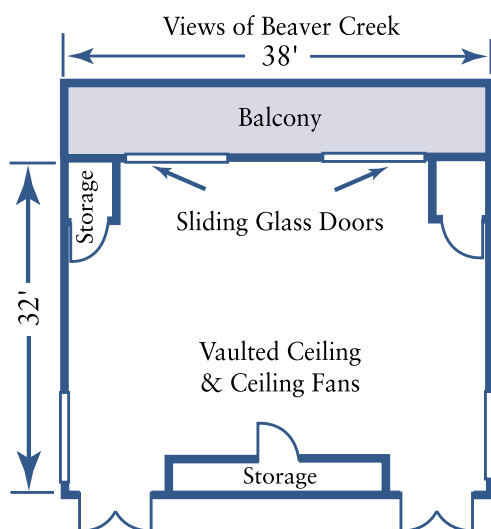 Views of Beaver Creek
38'
Balcony
Storage
Sliding Glass Doors
32'
Vaulted Ceiling
& Ceiling Fans
Storage